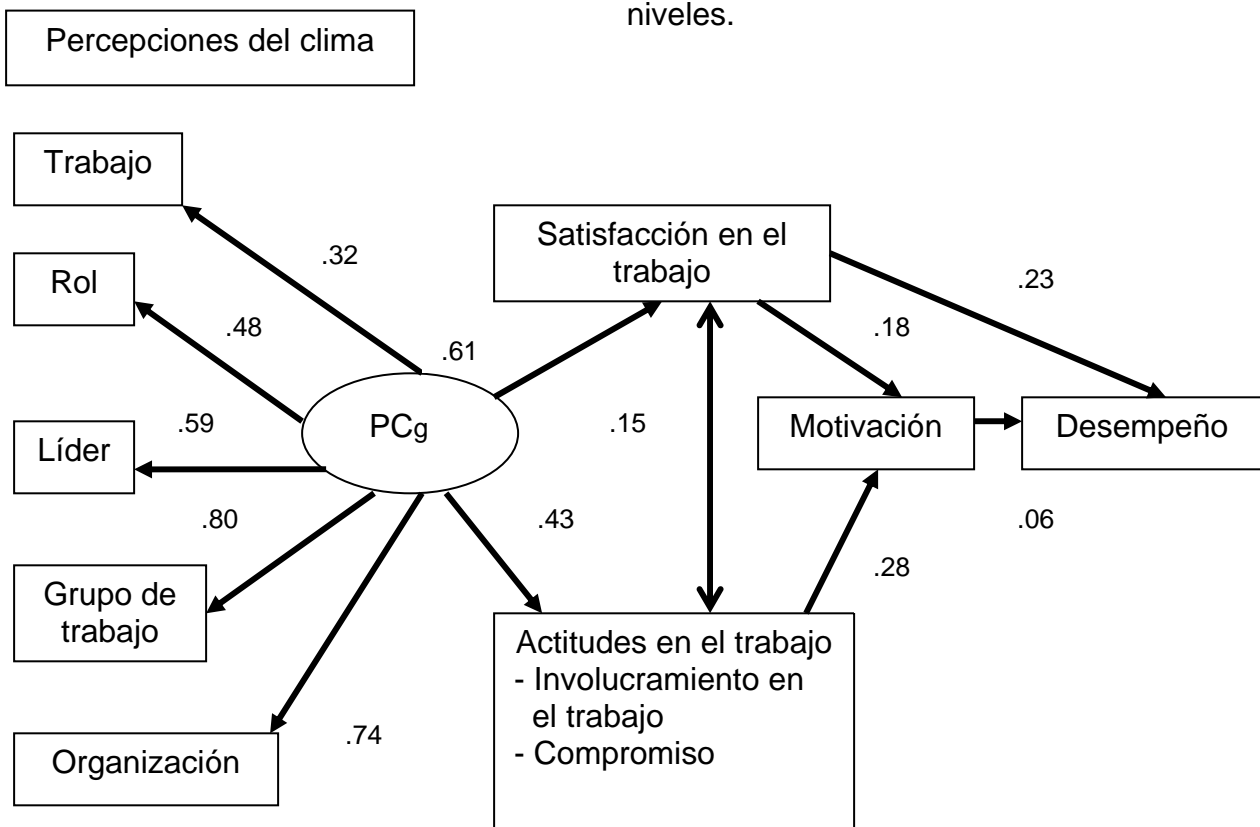 niveles.
Percepciones del clima
Trabajo
Satisfacción en el
trabajo
.32
Rol
.23
.48
.18
.61
.59
PCg
.15
Motivación
Desempeño
Líder
.80
.43
.06
.28
Grupo de
trabajo
Actitudes en el trabajo
- Involucramiento en
el trabajo
- Compromiso
.74
Organización